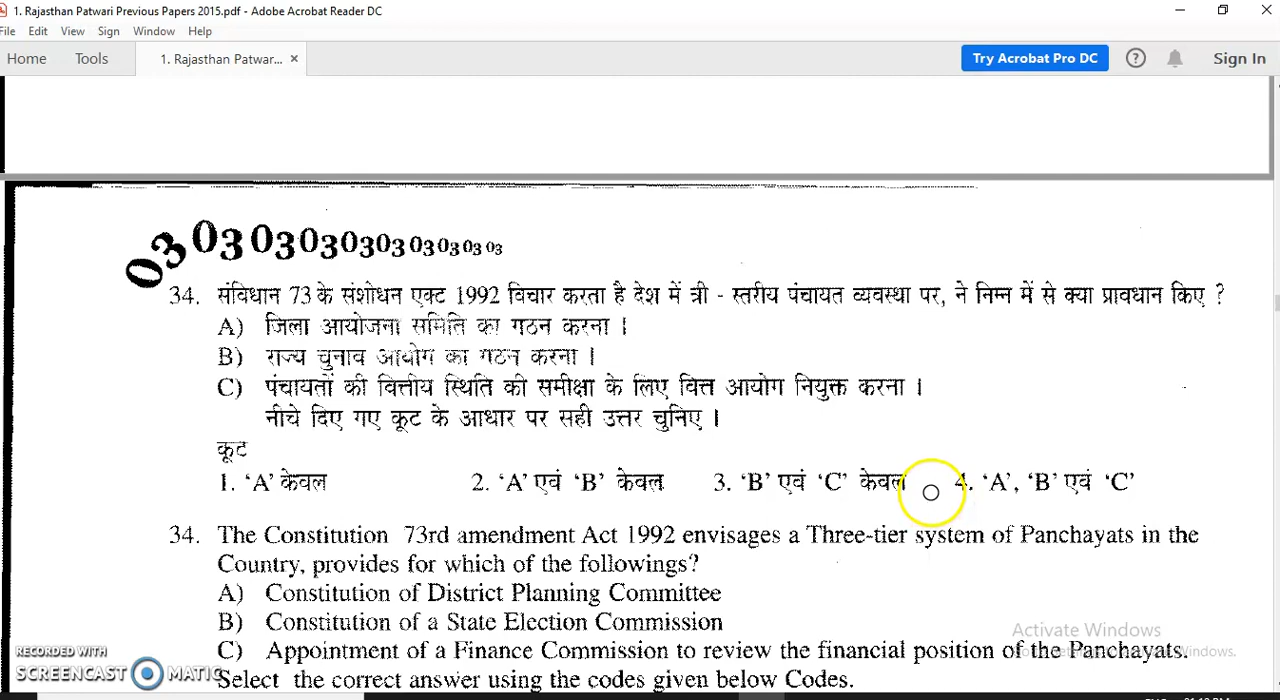 1. Rajasthan Patwari Previous Papers 2015.pdf - Adobe Acrobat Reader DC
File Edit View Sign Window Help
Home Tools 1. Rajasthan Patwar... × Try Acrobat Pro DC Sign In
03 03 03 03 03 03 03 03 03 03
34. संविधान 73 के संशोधन एक्ट 1992 विचार करता है देश में त्री - स्तरीय पंचायत व्यवस्था पर, ने निम्न में से क्या प्रावधान किए ?
A) जिला आयोजना समिति का गठन करना ।
B) राज्य चुनाव आयोग का गठन करना ।
C) पंचायतों की वित्तीय स्थिति की समीक्षा के लिए वित्त आयोग नियुक्त करना ।
नीचे दिए गए कूट के आधार पर सही उत्तर चुनिए ।
कूट
1. 'A' केवल 2. 'A' एवं 'B' केवल 3. 'B' एवं 'C' केवल 4. 'A', 'B' एवं 'C'
34. The Constitution 73rd amendment Act 1992 envisages a Three-tier system of Panchayats in the
Country, provides for which of the followings?
A) Constitution of District Planning Committee
B) Constitution of a State Election Commission
C) Appointment of a Finance Commission to review the financial position of the Panchayats.
Select the correct answer using the codes given below Codes.
Activate Windows
RECORDED WITH
SCREENCAST MATIC